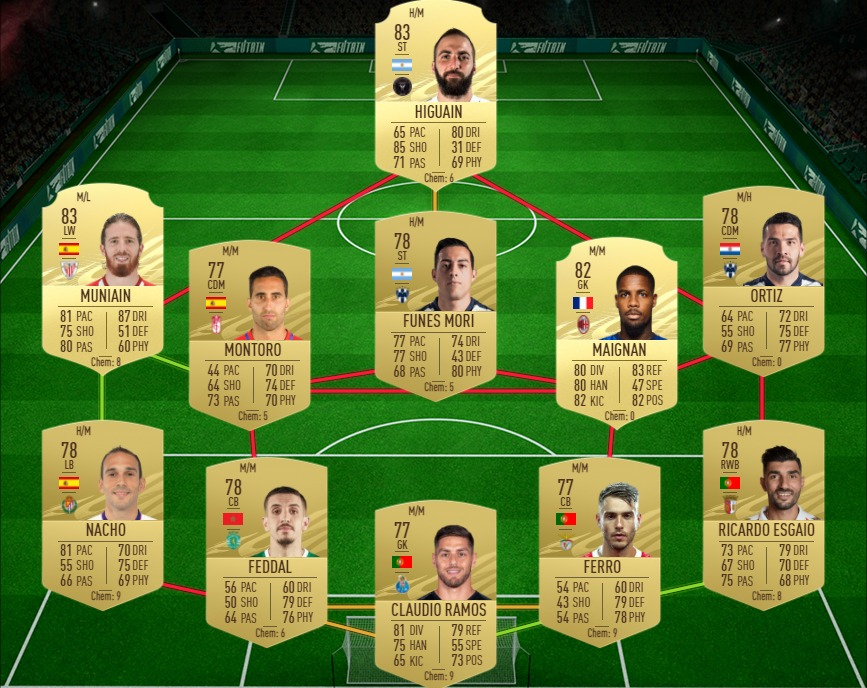 FUTBIN
FUTBIN
FUTBIN
FUTBIN
H/M
83
ST
HIGUAIN
65 PAC 80 DRI
85 SHO 31 DEF
71 PAS 69 PHY
Chem: 6
M/L
83
LW
MUNIAIN
81 PAC 87 DRI
75 SHO 51 DEF
80 PAS 60 PHY
Chem: 8
M/M
77
CDM
MONTORO
44 PAC 70 DRI
64 SHO 74 DEF
73 PAS 70 PHY
Chem: 5
H/M
78
ST
FUNES MORI
77 PAC 74 DRI
77 SHO 43 DEF
68 PAS 80 PHY
Chem: 5
M/M
82
GK
MAIGNAN
80 DIV 83 REF
80 HAN 47 SPE
82 KIC 82 POS
Chem: 0
M/H
78
CDM
ORTIZ
64 PAC 72 DRI
55 SHO 75 DEF
69 PAS 77 PHY
Chem: 0
H/M
78
LB
NACHO
81 PAC 70 DRI
55 SHO 75 DEF
66 PAS 69 PHY
Chem: 9
M/M
78
CB
FEDDAL
56 PAC 60 DRI
50 SHO 79 DEF
64 PAS 76 PHY
Chem: 6
M/M
77
GK
CLAUDIO RAMOS
81 DIV 79 REF
75 HAN 55 SPE
65 KIC 73 POS
Chem: 9
M/M
77
CB
FERRO
54 PAC 60 DRI
43 SHO 79 DEF
54 PAS 78 PHY
Chem: 9
H/M
78
RWB
RICARDO ESGAIO
73 PAC 79 DRI
67 SHO 70 DEF
75 PAS 68 PHY
Chem: 8